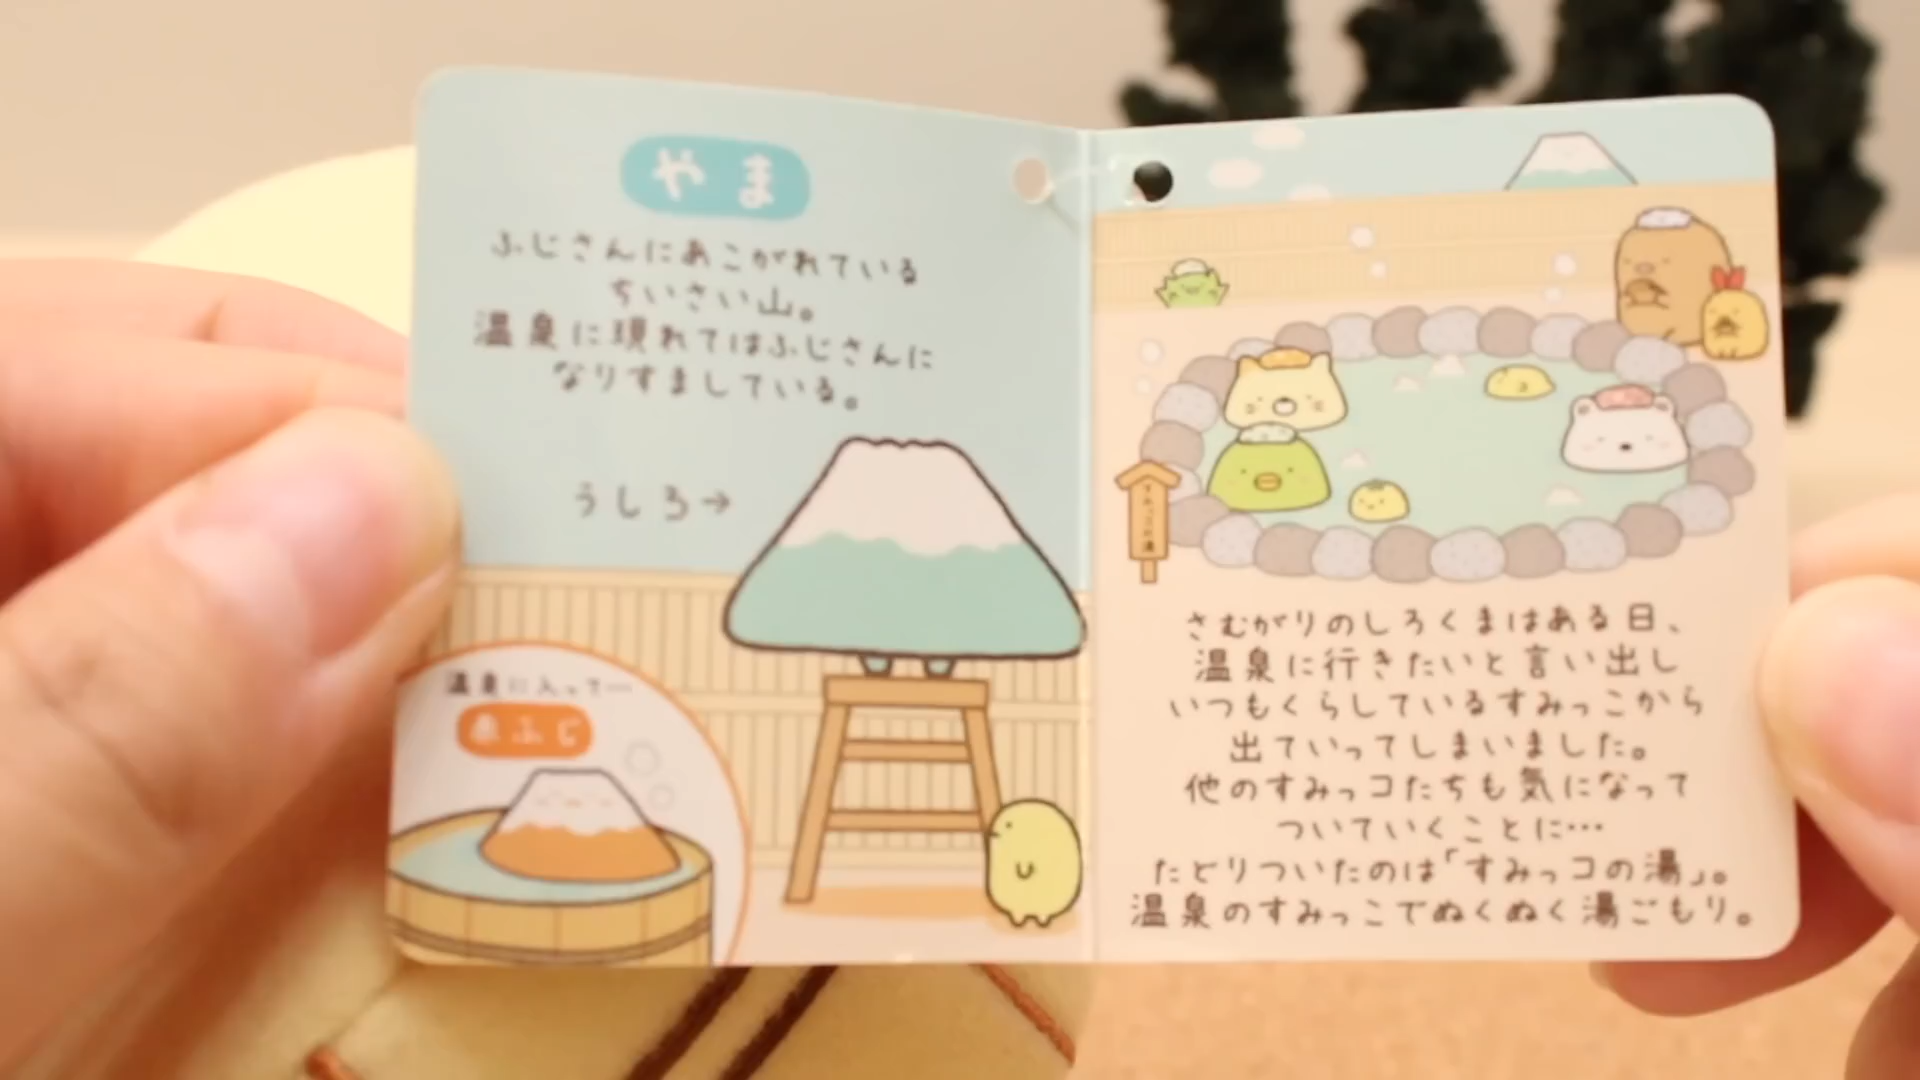 やま
ふじさんにあこがれている
ちいさい山。
温泉に現れてはふじさんに
なりすましている。
うしろ→
温泉に入って…
赤ふじ
すみっコの湯
さむがりのしろくまはある日、
温泉に行きたいと言い出し
いつもくらしているすみっこから
出ていってしまいました。
他のすみっコたちも気になって
ついていくことに…
たどりついたのは「すみっコの湯」。
温泉のすみっこでぬくぬく湯ごもり。